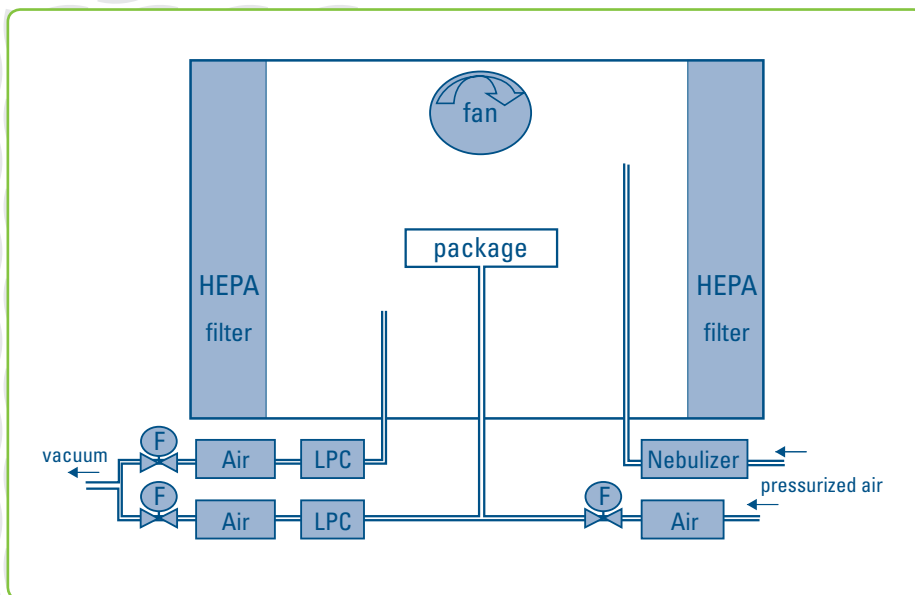 fan
package
HEPA
filter
HEPA
filter
F
vacuum
Air
LPC
Nebulizer
pressurized air
F
Air
LPC
F
Air